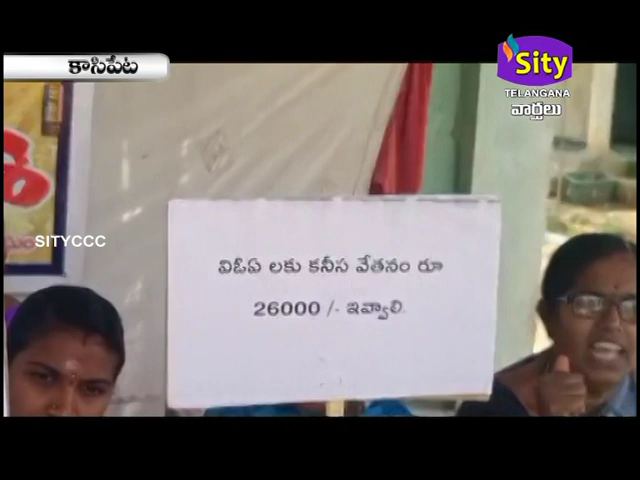 కాసిపేట
Sity
TELANGANA
వార్తలు
SITYCCC
విఓఏ లకు కనీస వేతనం రూ
26000 /- ఇవ్వాలి